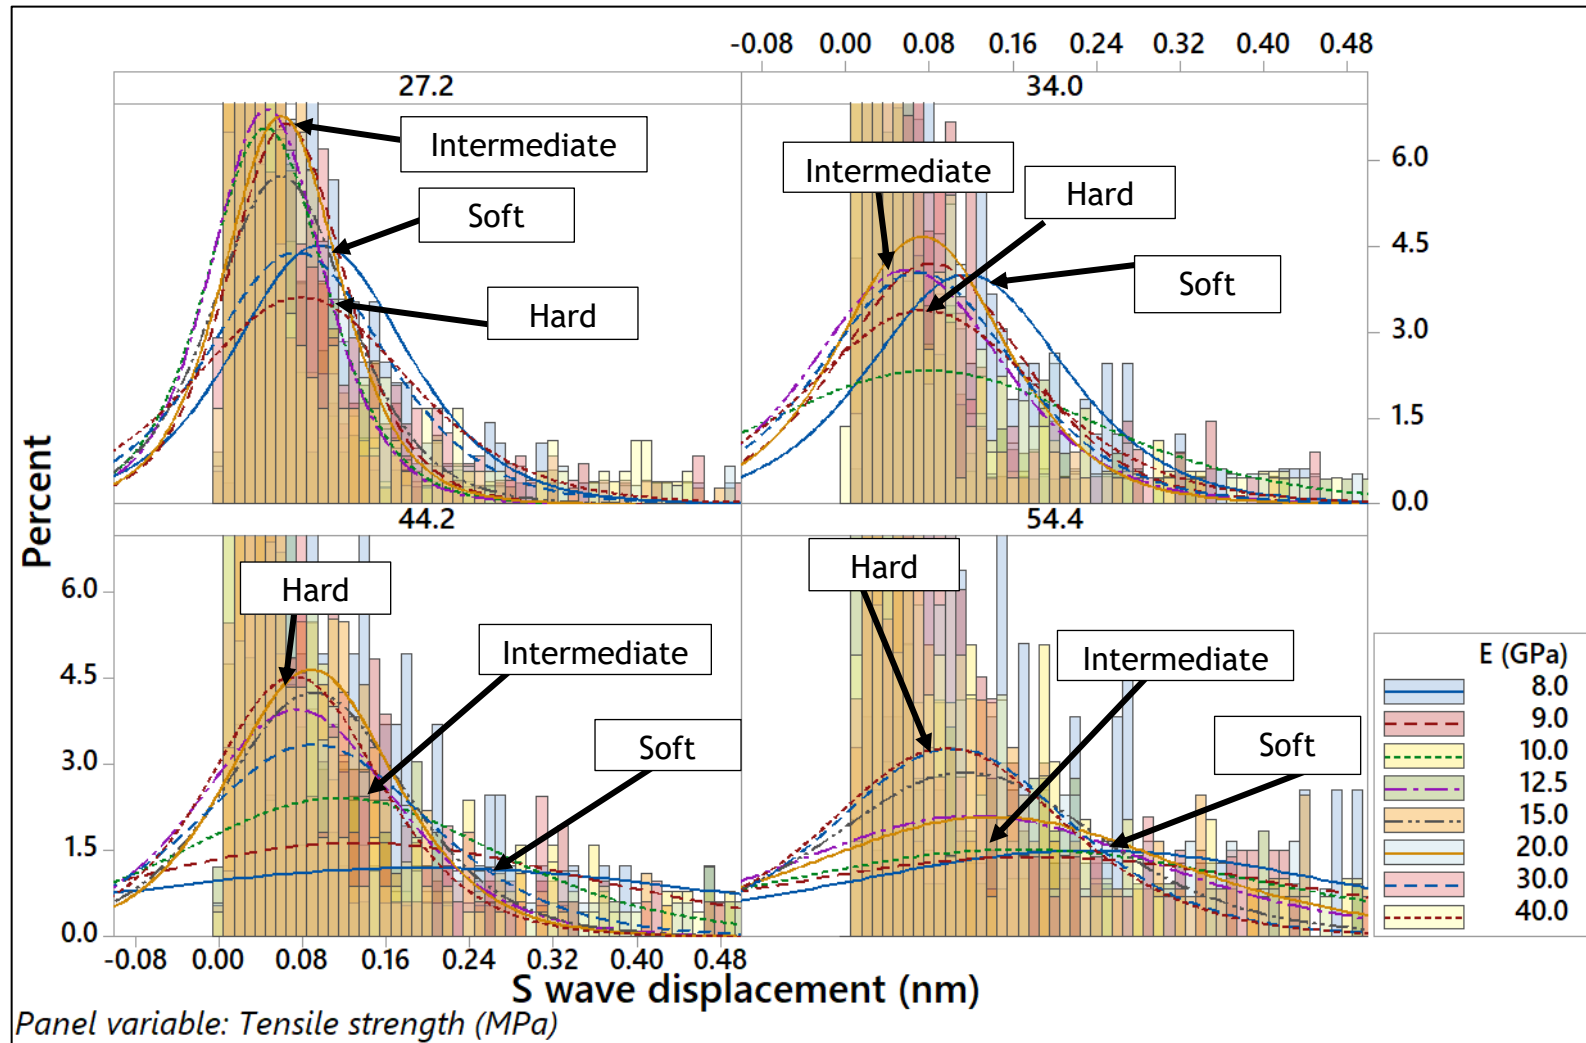 -0.08 0.00 0.08 0.16 0.24 0.32 0.40 0.48
27.2 34.0
Intermediate
Soft
Hard
Intermediate
Hard
Soft
6.0
4.5
3.0
1.5
0.0
44.2 54.4
Percent
6.0
4.5
3.0
1.5
0.0
Hard
Intermediate
Soft
Hard
Intermediate
Soft
E (GPa)
8.0
9.0
10.0
12.5
15.0
20.0
30.0
40.0
-0.08 0.00 0.08 0.16 0.24 0.32 0.40 0.48
S wave displacement (nm)
Panel variable: Tensile strength (MPa)